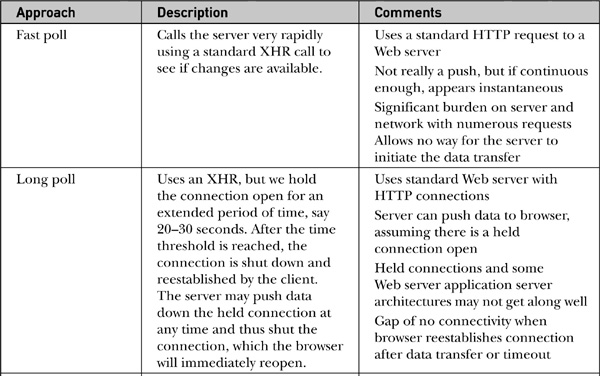 Approach Description Comments
Fast poll
Calls the server very rapidly
using a standard XHR call to
see if changes are available.
Uses a standard HTTP request to a
Web server
Not really a push, but if continuous
enough, appears instantaneous
Significant burden on server and
network with numerous requests
Allows no way for the server to
initiate the data transfer
Long poll
Uses an XHR, but we hold
the connection open for an
extended period of time, say
20–30 seconds. After the time
threshold is reached, the
connection is shut down and
reestablished by the client.
The server may push data
down the held connection at
any time and thus shut the
connection, which the browser
will immediately reopen.
Uses standard Web server with
HTTP connections
Server can push data to browser,
assuming there is a held
connection open
Held connections and some
Web server application server
architectures may not get along well
Gap of no connectivity when
browser reestablishes connection
after data transfer or timeout